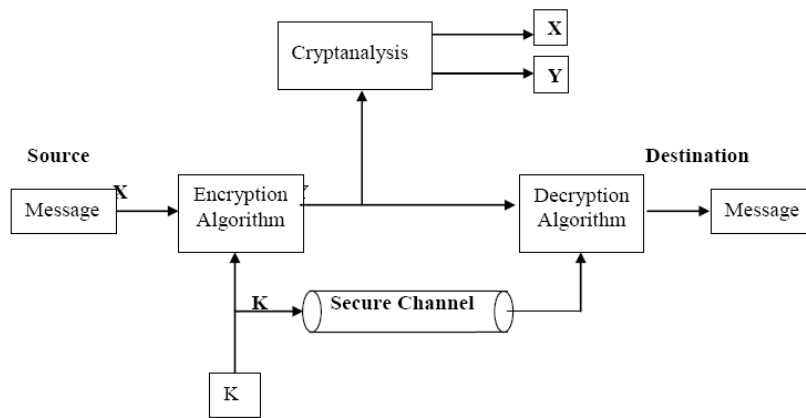 X
Cryptanalysis
Y
Source
Destination
X
Message
Encryption
Algorithm
Decryption
Algorithm
Message
K
Secure Channel
K